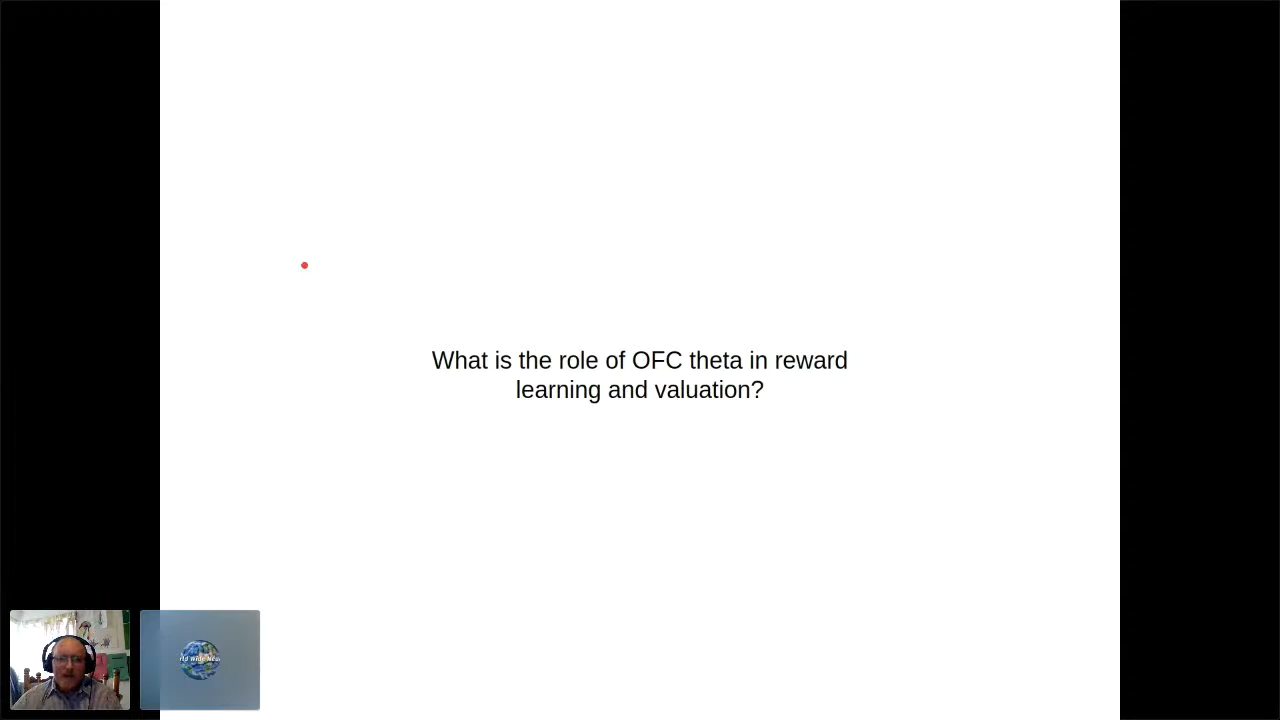 What is the role of OFC theta in reward
learning and valuation?